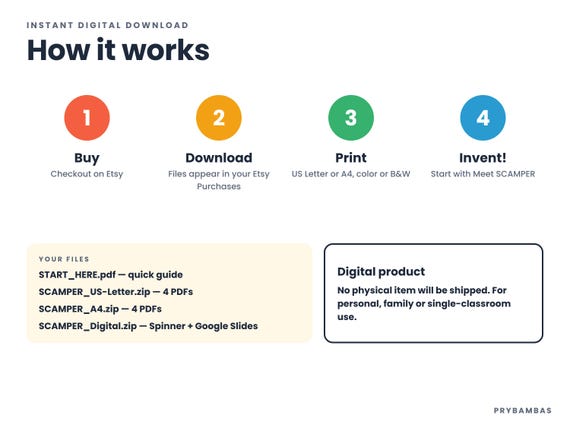 INSTANT DIGITAL DOWNLOAD
How it works
1
Buy
Checkout on Etsy
2
Download
Files appear in your Etsy
Purchases
3
Print
US Letter or A4, color or B&W
4
Invent!
Start with Meet SCAMPER
YOUR FILES
START_HERE.pdf — quick guide
SCAMPER_US-Letter.zip — 4 PDFs
SCAMPER_A4.zip — 4 PDFs
SCAMPER_Digital.zip — Spinner + Google Slides
Digital product
No physical item will be shipped. For
personal, family or single-classroom
use.
PRYBAMBAS